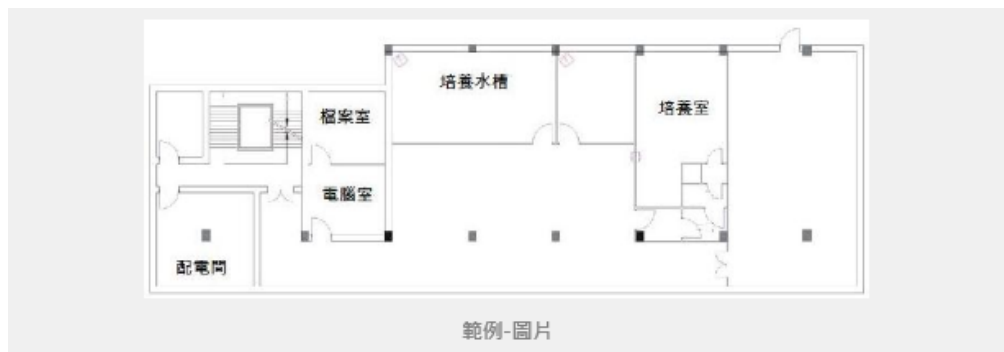 培養水槽
培養室
檔案室
電腦室
配電間
範例-圖片